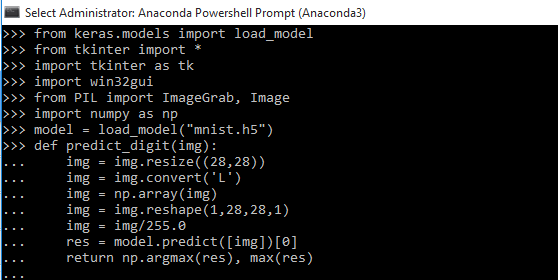 Select Administrator: Anaconda Powershell Prompt (Anaconda3)
>>> from keras.models import load_model
>>> from tkinter import *
>>> import tkinter as tk
>>> import win32gui
>>> from PIL import ImageGrab, Image
>>> import numpy as np
>>> model = load_model("mnist.h5")
>>> def predict_digit(img):
...     img = img.resize((28,28))
...     img = img.convert('L')
...     img = np.array(img)
...     img = img.reshape(1,28,28,1)
...     img = img/255.0
...     res = model.predict([img])[0]
...     return np.argmax(res), max(res)
...